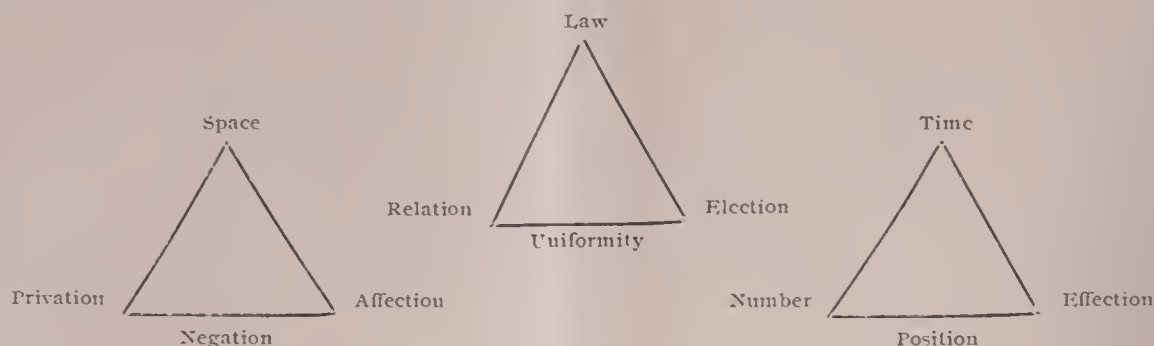 Law
Space
Time
Relation
Election
Uniformity
Privation
Affection
Number
Effection
Negation
Position